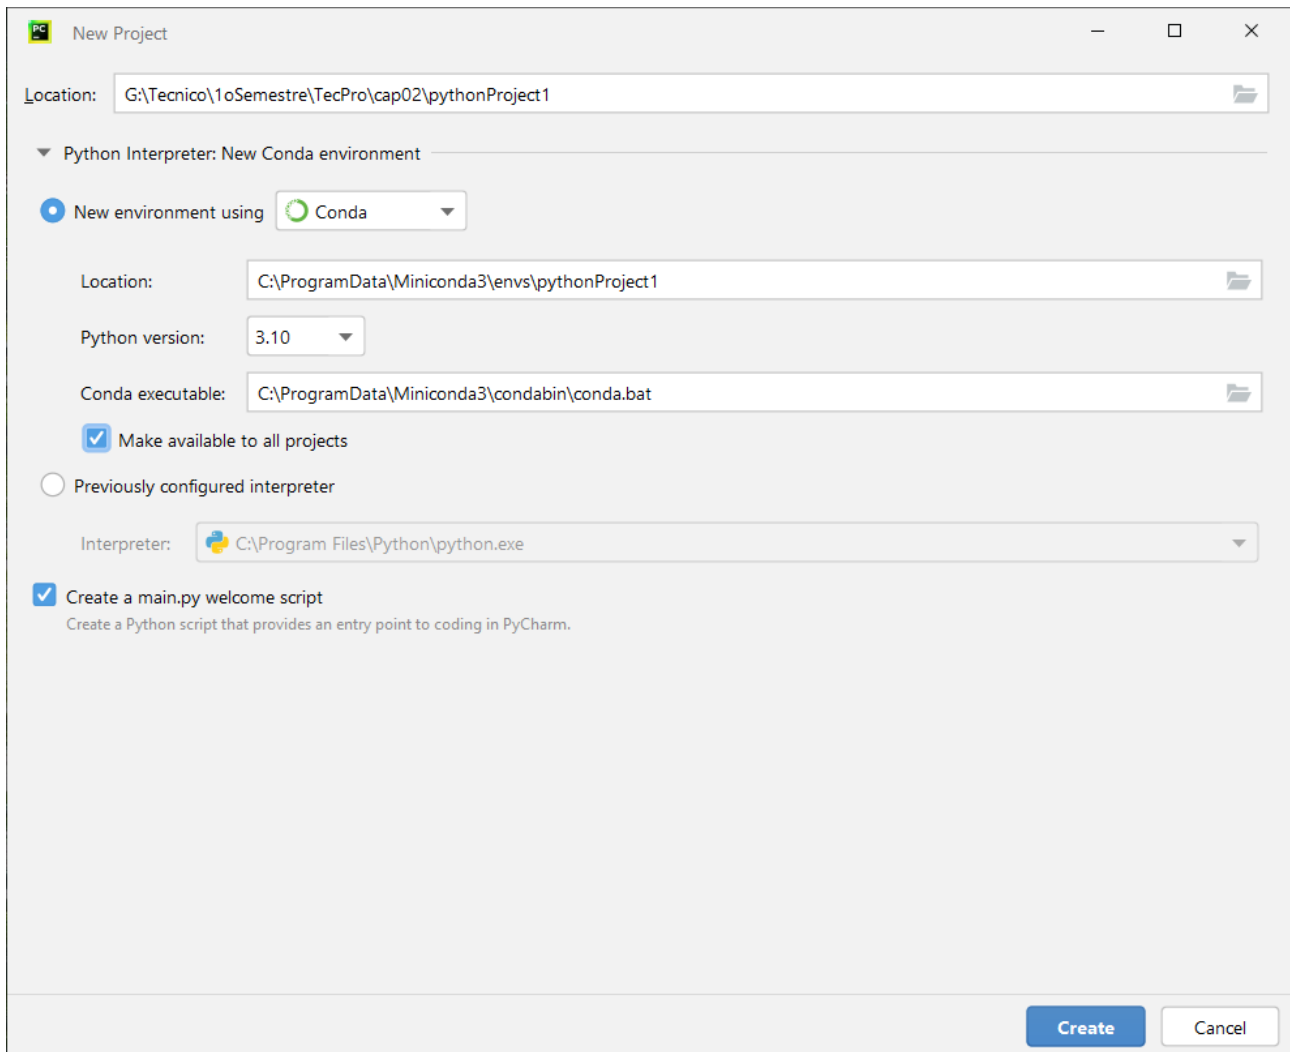 PC
New Project
Location: G:\Tecnico\1oSemestre\TecPro\cap02\pythonProject1
Python Interpreter: New Conda environment
New environment using Conda
Location: C:\ProgramData\Miniconda3\envs\pythonProject1
Python version: 3.10
Conda executable: C:\ProgramData\Miniconda3\condabin\conda.bat
Make available to all projects
Previously configured interpreter
Interpreter: C:\Program Files\Python\python.exe
Create a main.py welcome script
Create a Python script that provides an entry point to coding in PyCharm.
Create Cancel